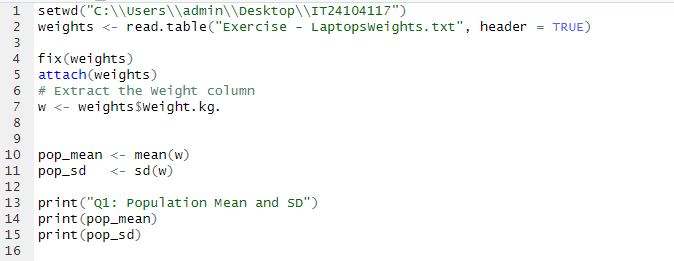 1 setwd("C:\\Users\\admin\\Desktop\\IT24104117")
2 weights <- read.table("Exercise - LaptopsWeights.txt", header = TRUE)
3
4 fix(weights)
5 attach(weights)
6 # Extract the Weight column
7 w <- weights$Weight.kg.
8
9
10 pop_mean <- mean(w)
11 pop_sd   <- sd(w)
12
13 print("Q1: Population Mean and SD")
14 print(pop_mean)
15 print(pop_sd)
16